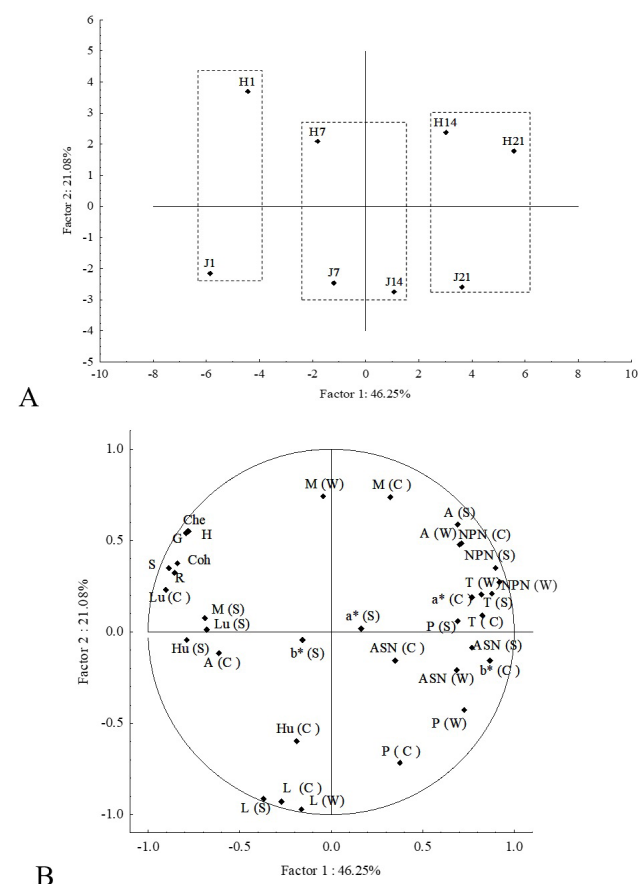 6
5
4
3
2
1
0
-1
-2
-3
-4
-5
Factor 2: 21.08%
H1
H7
H14
H21
J1
J7
J14
J21
-10 -8 -6 -4 -2 0 2 4 6 8 10
Factor 1: 46.25%
A
1.0
0.5
0.0
-0.5
-1.0
Factor 2 : 21.08%
M (W) M (C )
A (S)
Che
G H
A (W) NPN (C)
NPN (S)
S Coh
R
Lu (C )
T (W) NPN (W)
a* (C ) T (S)
M (S)
Lu (S)
a* (S)
P (S) T ( C)
Hu (S)
A (C )
b* (S)
ASN (C ) ASN (S)
ASN (W) b* (C )
P (W)
Hu (C )
P ( C )
L (C )
L (S) L (W)
-1.0 -0.5 0.0 0.5 1.0
Factor 1 : 46.25%
B